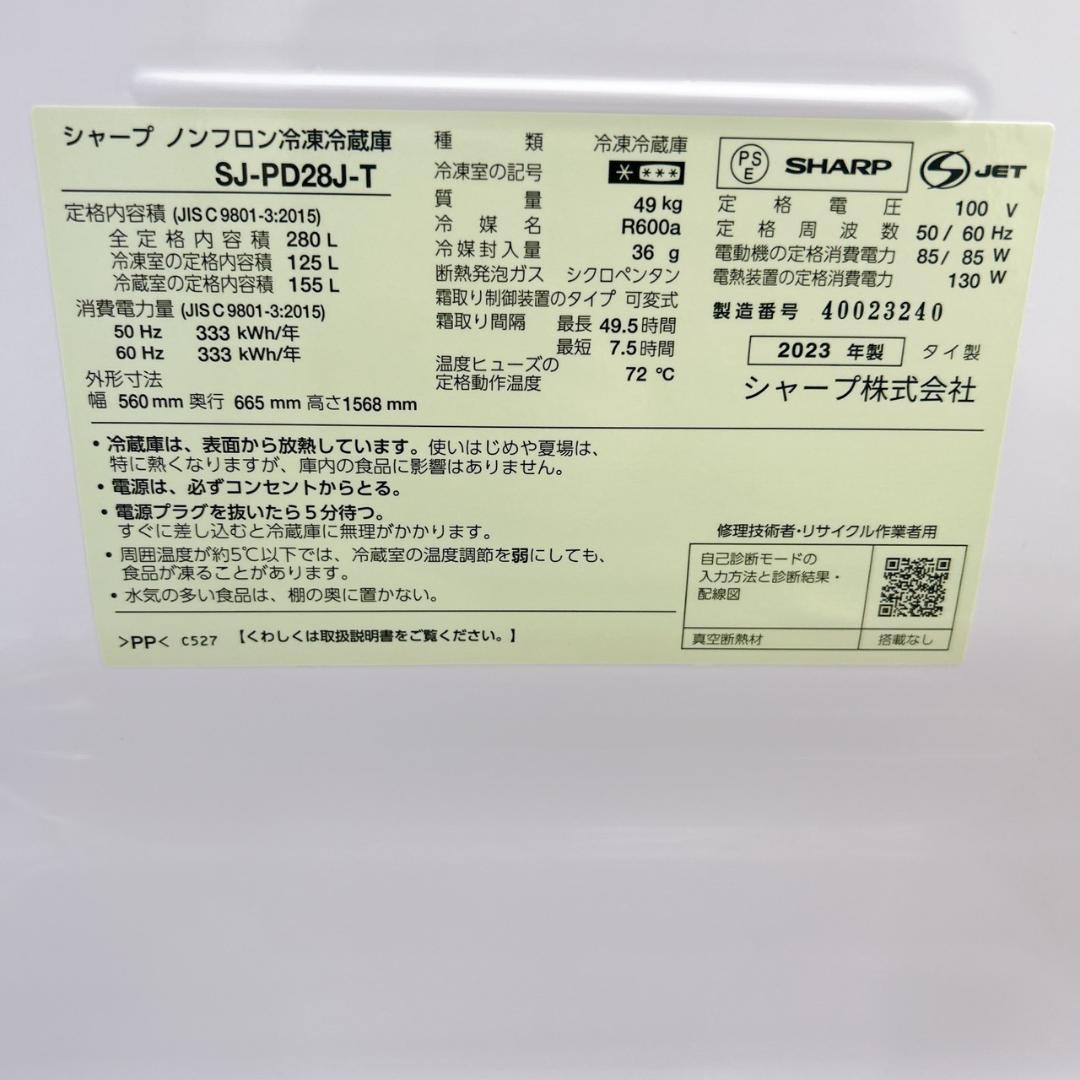 シャープ ノンフロン冷凍冷蔵庫
SJ-PD28J-T
定格内容積 (JIS C 9801-3:2015)
全定格内容積 280 L
冷凍室の定格内容積 125 L
冷蔵室の定格内容積 155 L
消費電力量 (JIS C 9801-3:2015)
50 Hz 333 kWh/年
60 Hz 333 kWh/年
外形寸法
幅 560 mm 奥行 665 mm 高さ 1568 mm
種類 冷凍冷蔵庫
冷凍室の記号 * ***
質量 49 kg
冷媒名 R600a
冷媒封入量 36 g
断熱発泡ガス シクロペンタン
霜取り制御装置のタイプ 可変式
霜取り間隔 最長 49.5 時間
最短 7.5 時間
温度ヒューズの
定格動作温度 72 ℃
PS
E
SHARP
S JET
定格電圧 100 V
定格周波数 50/ 60 Hz
電動機の定格消費電力 85/ 85 W
電熱装置の定格消費電力 130 W
製造番号 40023240
2023 年製 タイ製
シャープ株式会社
・冷蔵庫は、表面から放熱しています。使いはじめや夏場は、
特に熱くなりますが、庫内の食品に影響はありません。
・電源は、必ずコンセントからとる。
・電源プラグを抜いたら5分待つ。
すぐに差し込むと冷蔵庫に無理がかかります。
・周囲温度が約5℃以下では、冷蔵室の温度調節を弱にしても、
食品が凍ることがあります。
・水気の多い食品は、棚の奥に置かない。
>PP< C527 【くわしくは取扱説明書をご覧ください。】
修理技術者・リサイクル作業者用
自己診断モードの
入力方法と診断結果・
配線図
真空断熱材 搭載なし